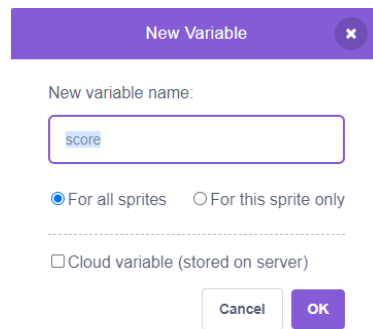 New Variable
New variable name:
score
For all sprites For this sprite only
Cloud variable (stored on server)
Cancel OK